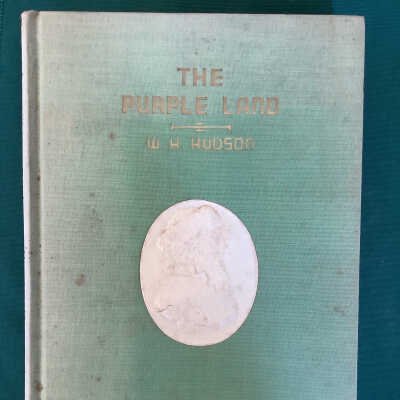 THE
PURPLE LAND
W H HUDSON